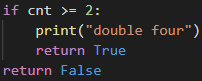 if cnt >= 2:
    print("double four")
    return True
return False